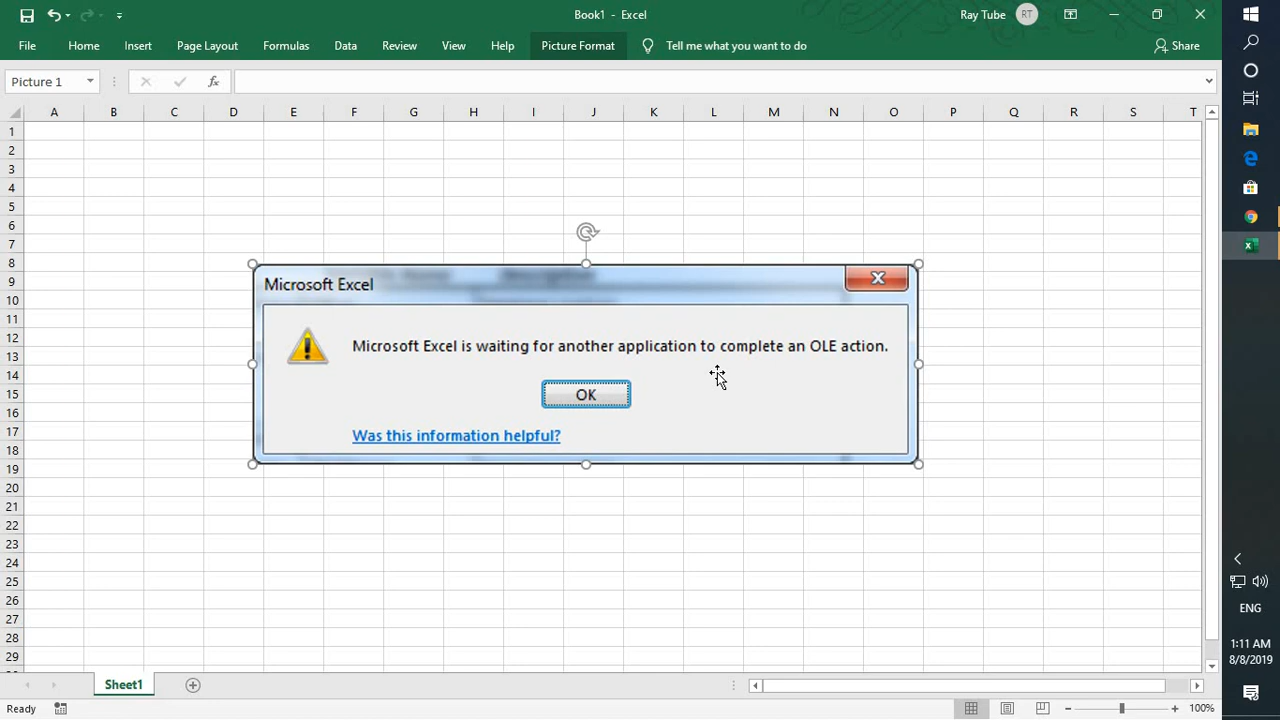 Book1 - Excel
Ray Tube RT
File Home Insert Page Layout Formulas Data Review View Help Picture Format Tell me what you want to do Share
Picture 1 fx
A B C D E F G H I J K L M N O P Q R S T
1
2
3
4
5
6
7
8
9
10
11
12
13
14
15
16
17
18
19
20
21
22
23
24
25
26
27
28
29
Microsoft Excel
Microsoft Excel is waiting for another application to complete an OLE action.
OK
Was this information helpful?
Sheet1
Ready
100%
ENG
1:11 AM
8/8/2019